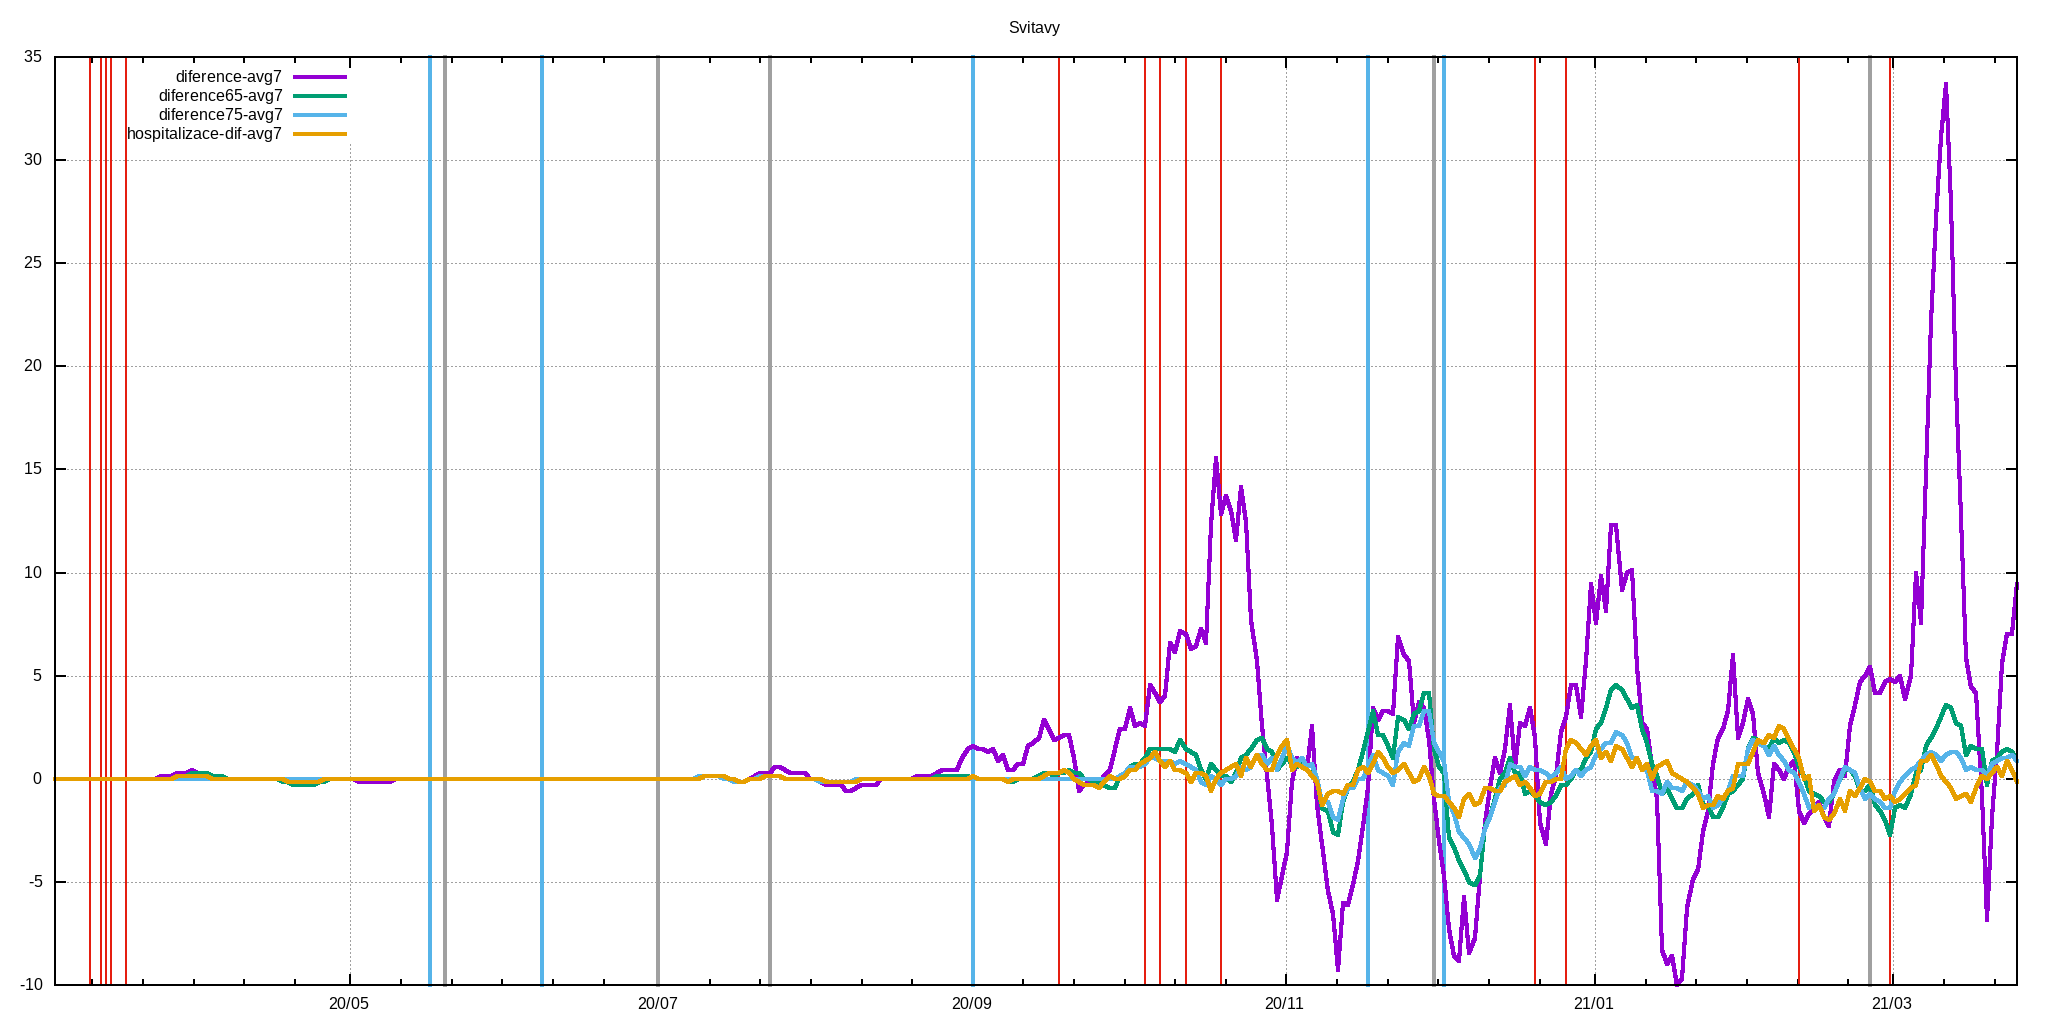 Svitavy
35
diference-avg7
diference65-avg7
diference75-avg7
hospitalizace-dif-avg7
30
25
20
15
10
5
0
-5
-10
20/05 20/07 20/09 20/11 21/01 21/03